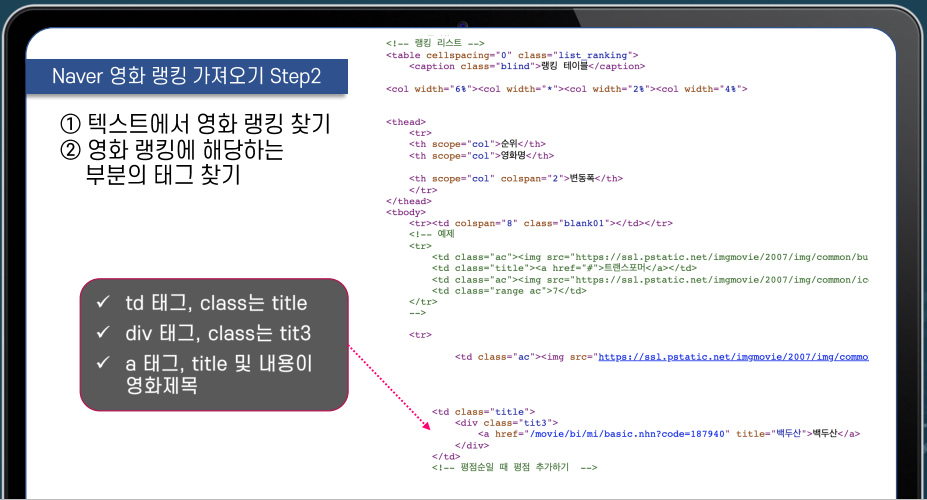 Naver 영화 랭킹 가져오기 Step2
① 텍스트에서 영화 랭킹 찾기
② 영화 랭킹에 해당하는
부분의 태그 찾기
✓ td 태그, class는 title
✓ div 태그, class는 tit3
✓ a 태그, title 및 내용이
영화제목
<!-- 랭킹 리스트 -->
<table cellspacing="0" class="list_ranking">
<caption class="blind">랭킹 테이블</caption>
<col width="6%"><col width="*"><col width="2%"><col width="4%">
<thead>
<tr>
<th scope="col">순위</th>
<th scope="col">영화명</th>
<th scope="col" colspan="2">변동폭</th>
</tr>
</thead>
<tbody>
<tr><td colspan="8" class="blank01"></td></tr>
<!-- 예제
<tr>
<td class="ac"><img src="https://ssl.pstatic.net/imgmovie/2007/img/common/bu
<td class="title"><a href="#">트랜스포머</a></td>
<td class="ac"><img src="https://ssl.pstatic.net/imgmovie/2007/img/common/ic
<td class="range ac">7</td>
</tr>
-->
<tr>
<td class="ac"><img src="https://ssl.pstatic.net/imgmovie/2007/img/commo
<td class="title">
<div class="tit3">
<a href="/movie/bi/mi/basic.nhn?code=187940" title="백두산">백두산</a>
</div>
</td>
<!-- 평점순일 때 평점 추가하기 -->